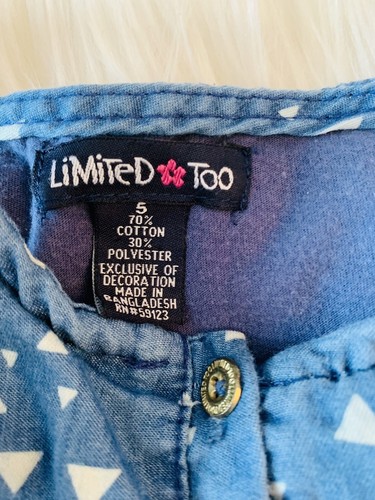 LiMiTeD TOO
5
70%
COTTON
30%
POLYESTER
EXCLUSIVE OF
DECORATION
MADE IN
BANGLADESH
RN#59123